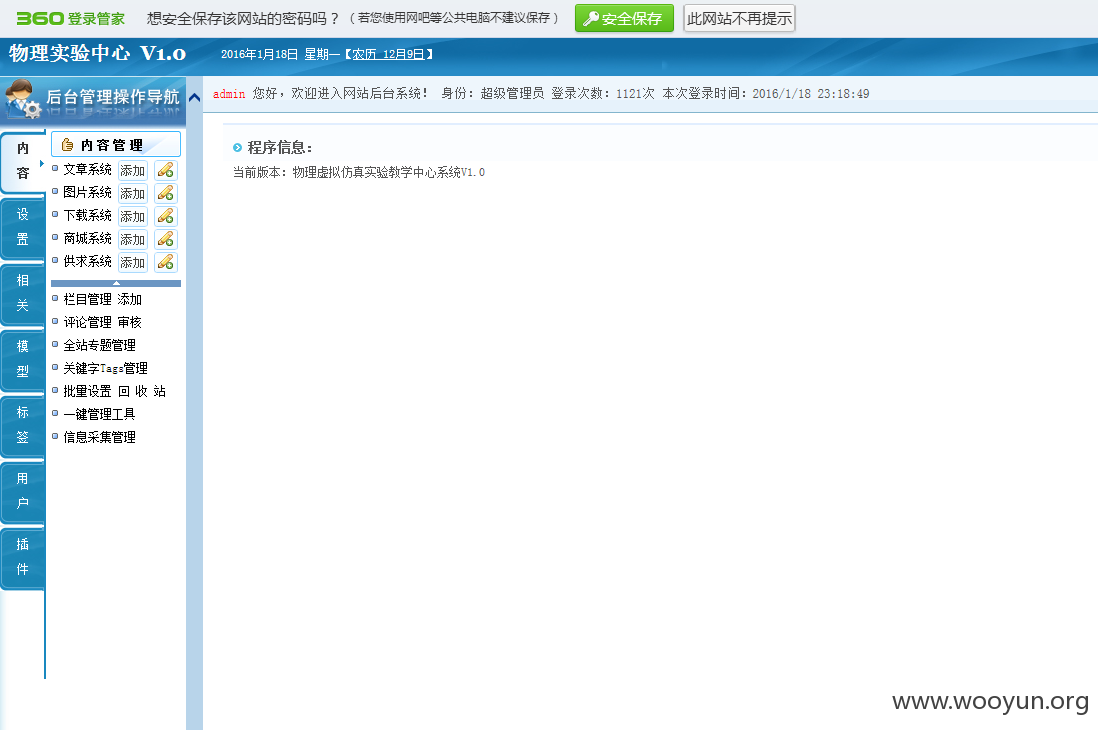 360 登录管家 想安全保存该网站的密码吗？（若您使用网吧等公共电脑不建议保存） 安全保存 此网站不再提示
物理实验中心 V1.0 2016年1月18日 星期一【农历 12月9日】
后台管理操作导航
admin 您好，欢迎进入网站后台系统！ 身份：超级管理员 登录次数：1121次 本次登录时间：2016/1/18 23:18:49
内容
设置
相关
模型
标签
用户
插件
内容管理
文章系统 添加
图片系统 添加
下载系统 添加
商城系统 添加
供求系统 添加
栏目管理 添加
评论管理 审核
全站专题管理
关键字Tags管理
批量设置 回 收 站
一键管理工具
信息采集管理
程序信息：
当前版本：物理虚拟仿真实验教学中心系统V1.0
www.wooyun.org